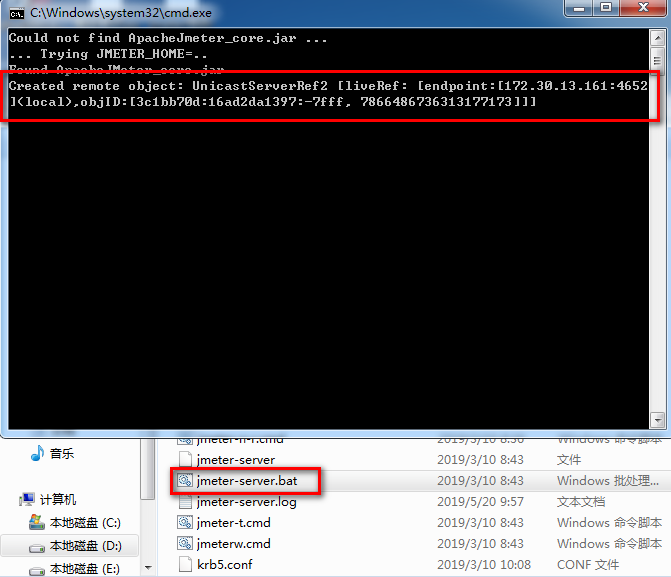 C:\Windows\system32\cmd.exe
Could not find ApacheJmeter_core.jar ...
... Trying JMETER_HOME=..
Found ApacheJMeter_core.jar
Created remote object: UnicastServerRef2 [liveRef: [endpoint:[172.30.13.161:4652
](local),objID:[3c1bb70d:16ad2da1397:-7fff, 7866486736313177173]]]
jmeter-n-r.cmd 2019/3/10 8:50 Windows 命令脚本
音乐
jmeter-server 2019/3/10 8:43 文件
jmeter-server.bat 2019/3/10 8:43 Windows 批处理...
计算机
jmeter-server.log 2019/5/20 9:57 文本文档
本地磁盘 (C:)
jmeter-t.cmd 2019/3/10 8:43 Windows 命令脚本
本地磁盘 (D:)
jmeterw.cmd 2019/3/10 8:43 Windows 命令脚本
本地磁盘 (E:)
krb5.conf 2019/3/10 10:08 CONF 文件